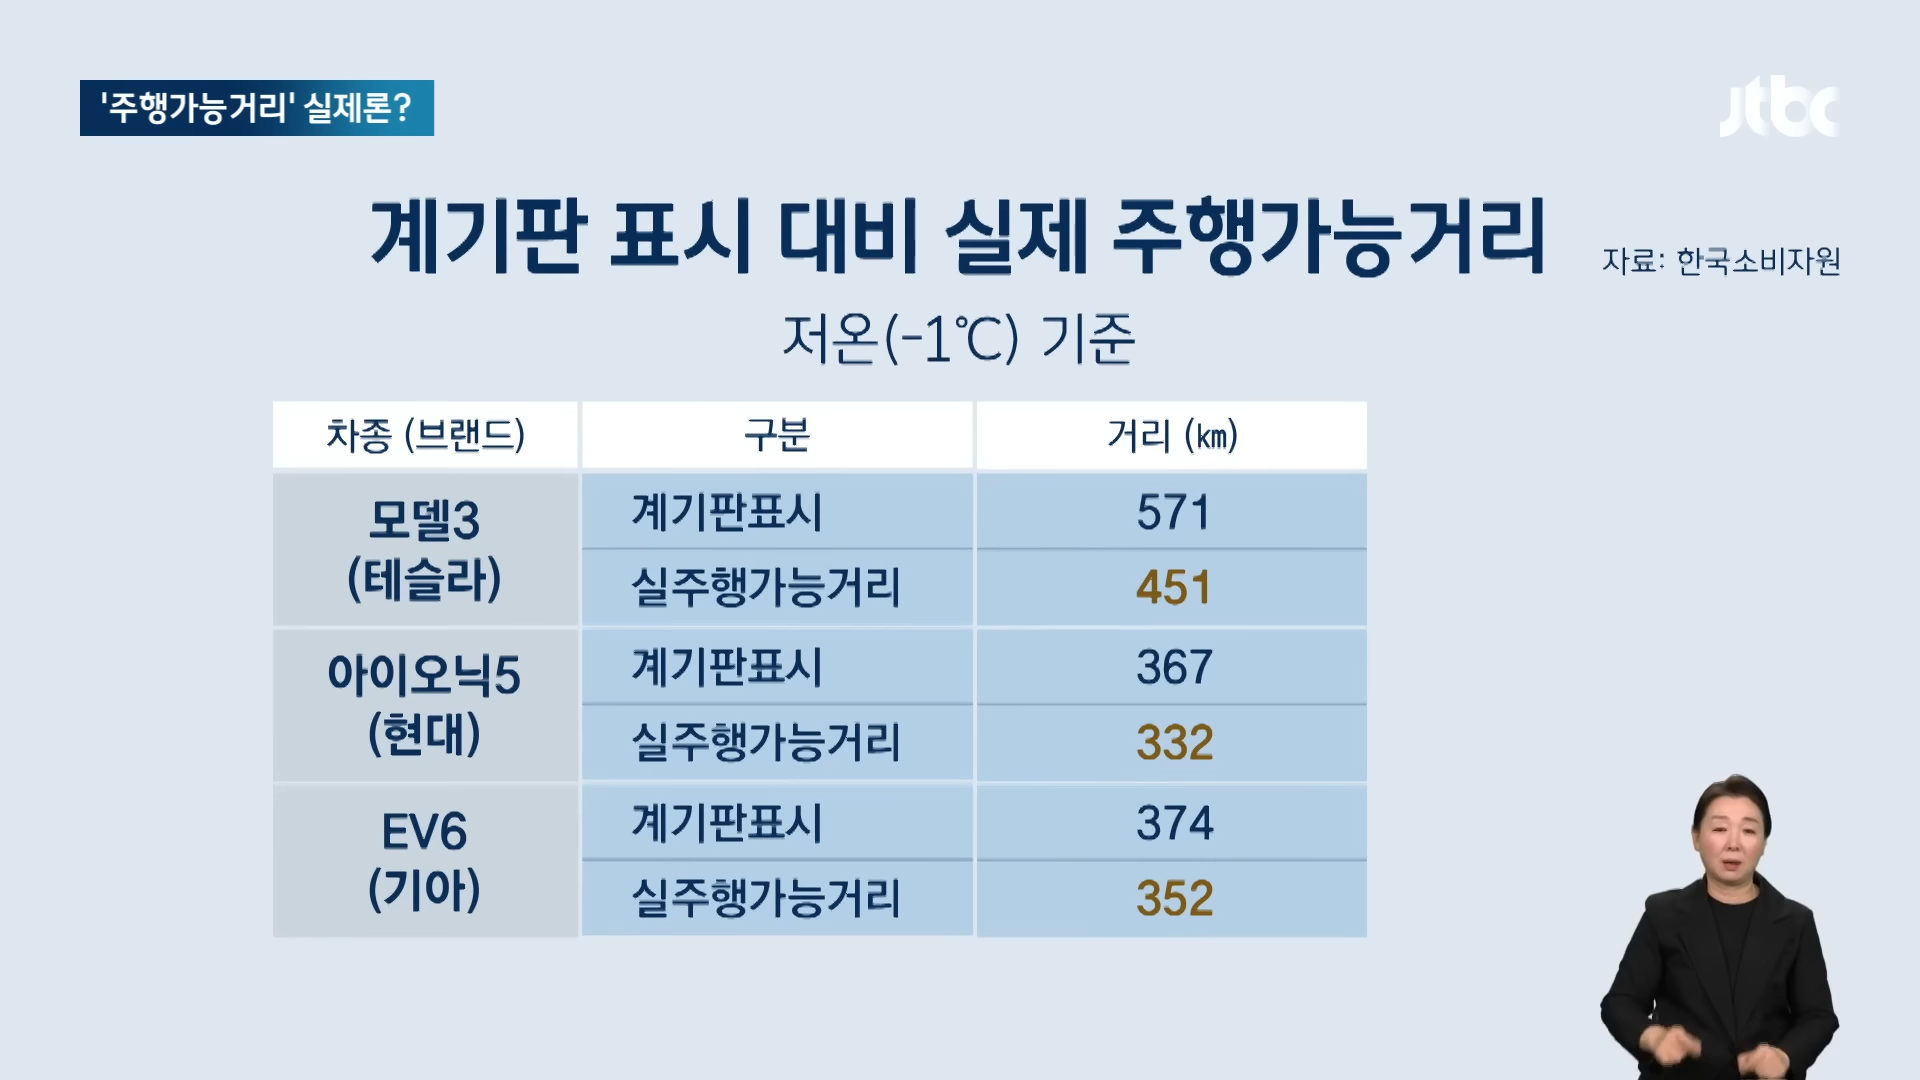 '주행가능거리' 실제론?
jtbc
계기판 표시 대비 실제 주행가능거리
자료: 한국소비자원
저온(-1℃) 기준
차종 (브랜드) 구분 거리 (㎞)
모델3
(테슬라)
계기판표시 571
실주행가능거리 451
아이오닉5
(현대)
계기판표시 367
실주행가능거리 332
EV6
(기아)
계기판표시 374
실주행가능거리 352